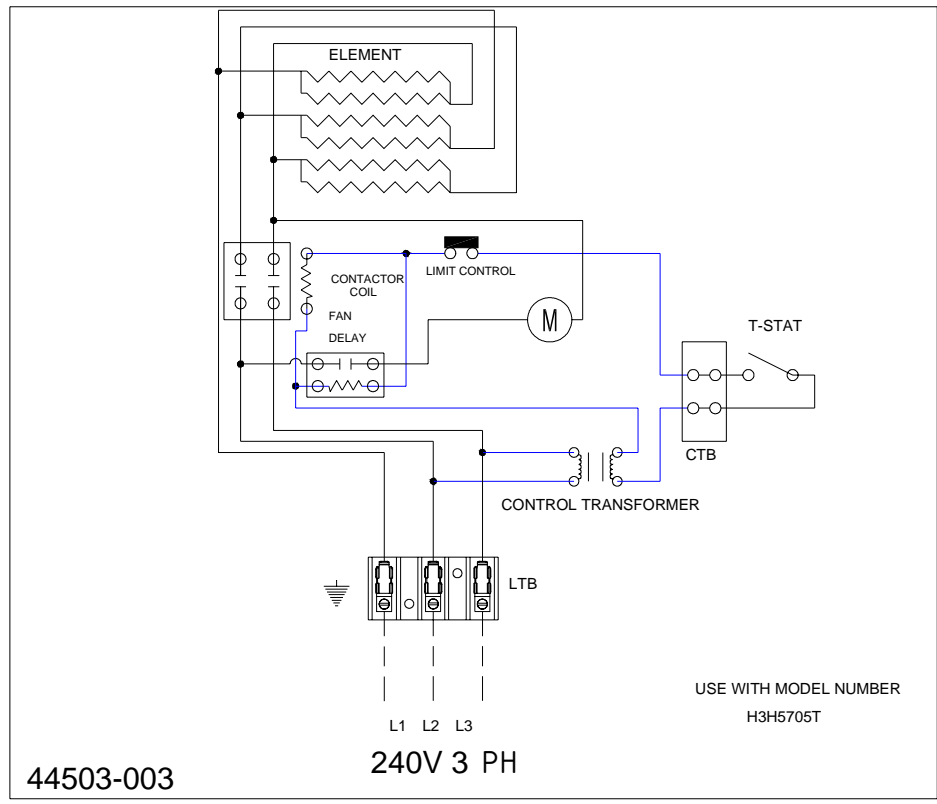 ELEMENT
LIMIT CONTROL
CONTACTOR
COIL
FAN
DELAY
M
T-STAT
CTB
CONTROL TRANSFORMER
LTB
L1 L2 L3
240V 3 PH
USE WITH MODEL NUMBER
H3H5705T
44503-003